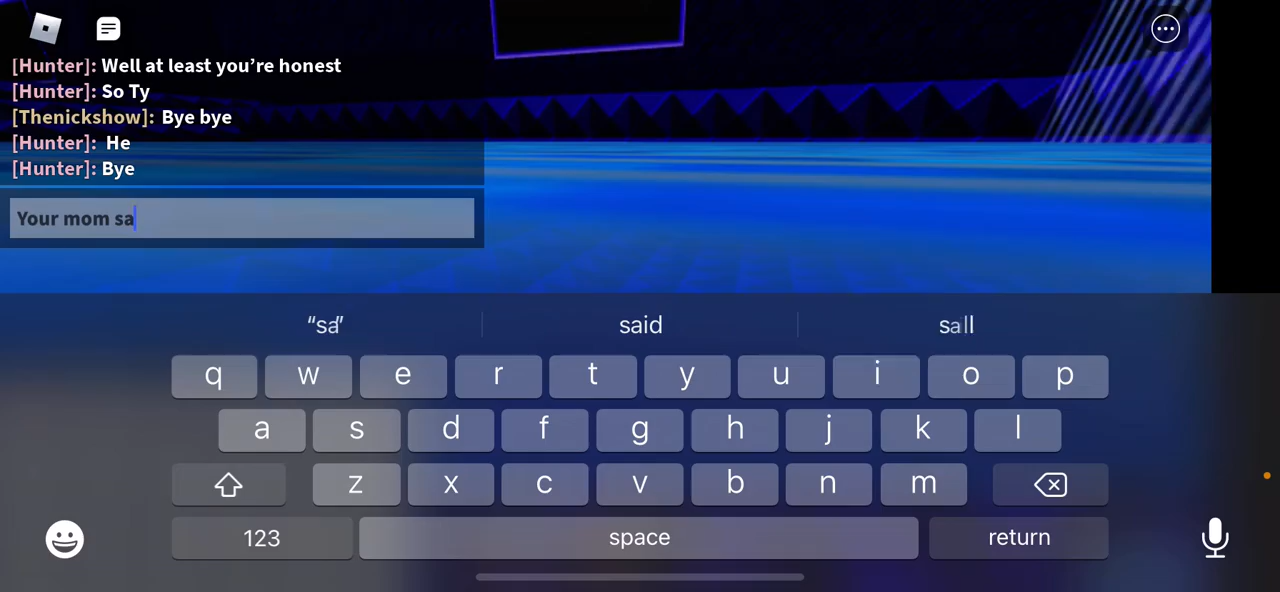 [Hunter]: Well at least you’re honest
[Hunter]: So Ty
[Thenickshow]: Bye bye
[Hunter]: He
[Hunter]: Bye
Your mom sa
“sa” said sall
q w e r t y u i o p
a s d f g h j k l
z x c v b n m
123 space return